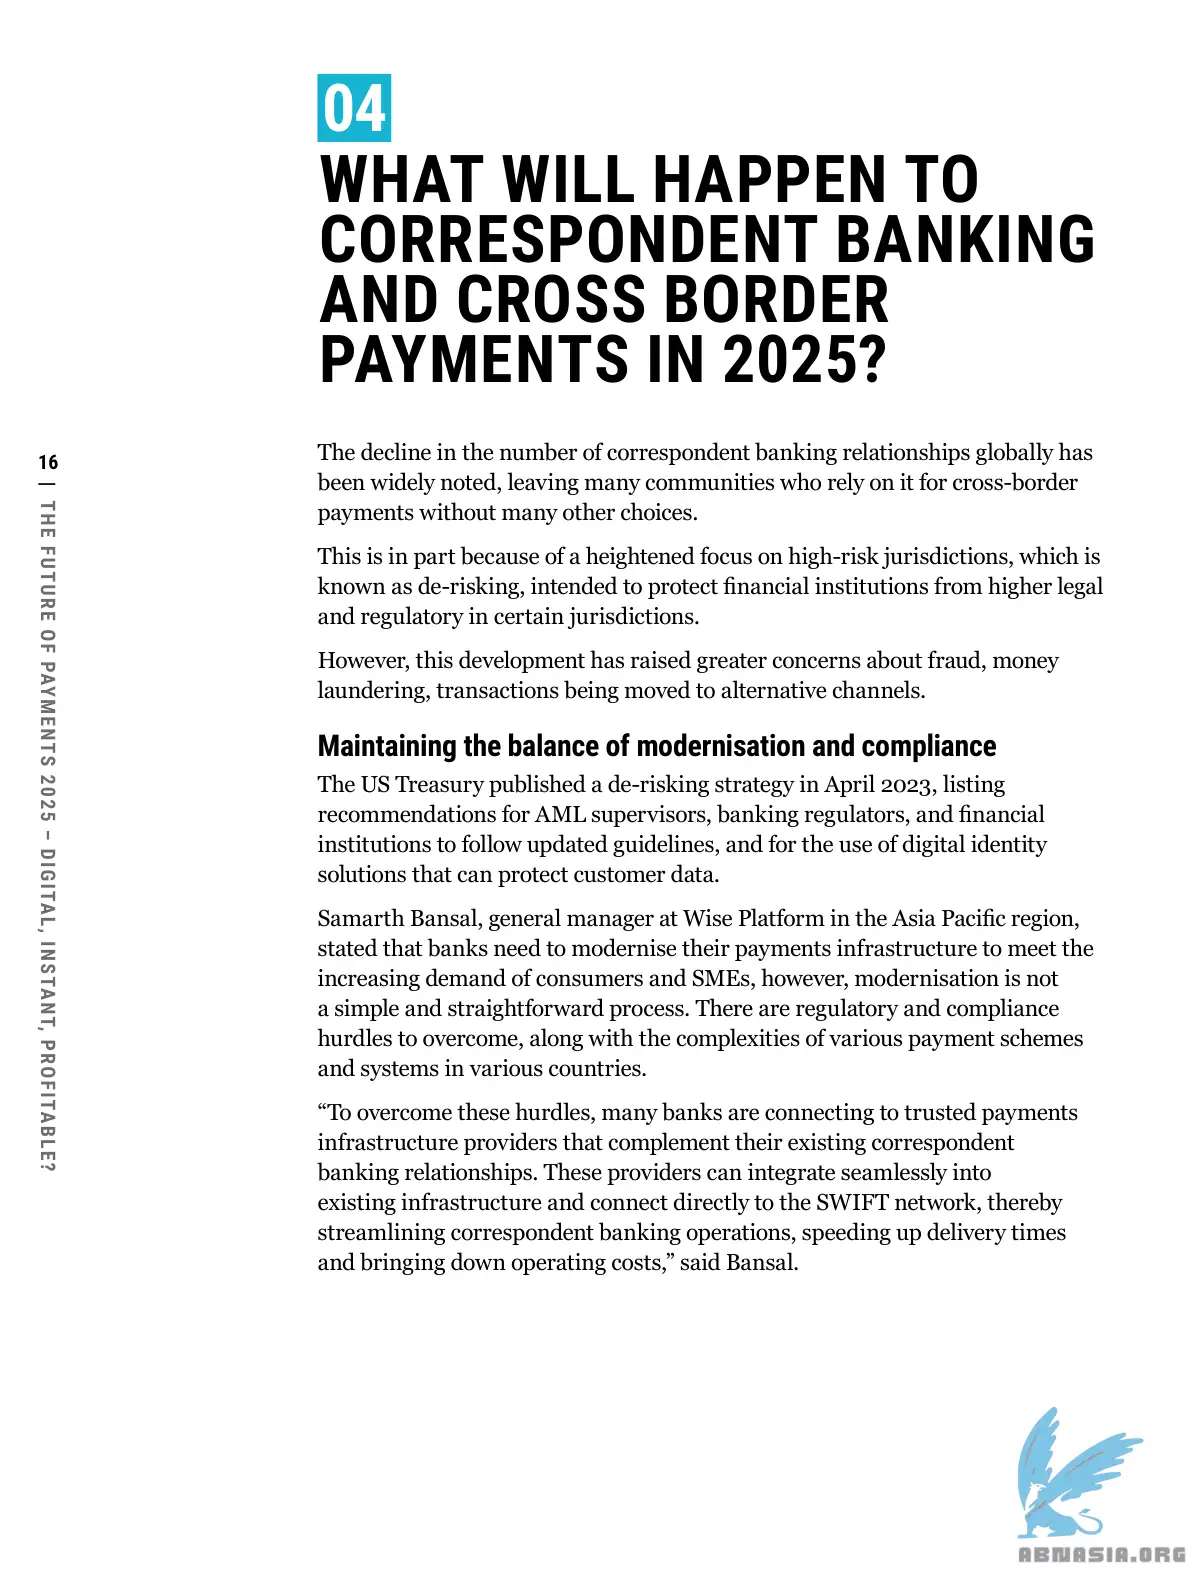 04
WHAT WILL HAPPEN TO
CORRESPONDENT BANKING
AND CROSS BORDER
PAYMENTS IN 2025?
The decline in the number of correspondent banking relationships globally has
been widely noted, leaving many communities who rely on it for cross-border
payments without many other choices.
This is in part because of a heightened focus on high-risk jurisdictions, which is
known as de-risking, intended to protect financial institutions from higher legal
and regulatory in certain jurisdictions.
However, this development has raised greater concerns about fraud, money
laundering, transactions being moved to alternative channels.
Maintaining the balance of modernisation and compliance
The US Treasury published a de-risking strategy in April 2023, listing
recommendations for AML supervisors, banking regulators, and financial
institutions to follow updated guidelines, and for the use of digital identity
solutions that can protect customer data.
Samarth Bansal, general manager at Wise Platform in the Asia Pacific region,
stated that banks need to modernise their payments infrastructure to meet the
increasing demand of consumers and SMEs, however, modernisation is not
a simple and straightforward process. There are regulatory and compliance
hurdles to overcome, along with the complexities of various payment schemes
and systems in various countries.
“To overcome these hurdles, many banks are connecting to trusted payments
infrastructure providers that complement their existing correspondent
banking relationships. These providers can integrate seamlessly into
existing infrastructure and connect directly to the SWIFT network, thereby
streamlining correspondent banking operations, speeding up delivery times
and bringing down operating costs,” said Bansal.
16
| THE FUTURE OF PAYMENTS 2025 – DIGITAL, INSTANT, PROFITABLE?
ABNASIA.ORG